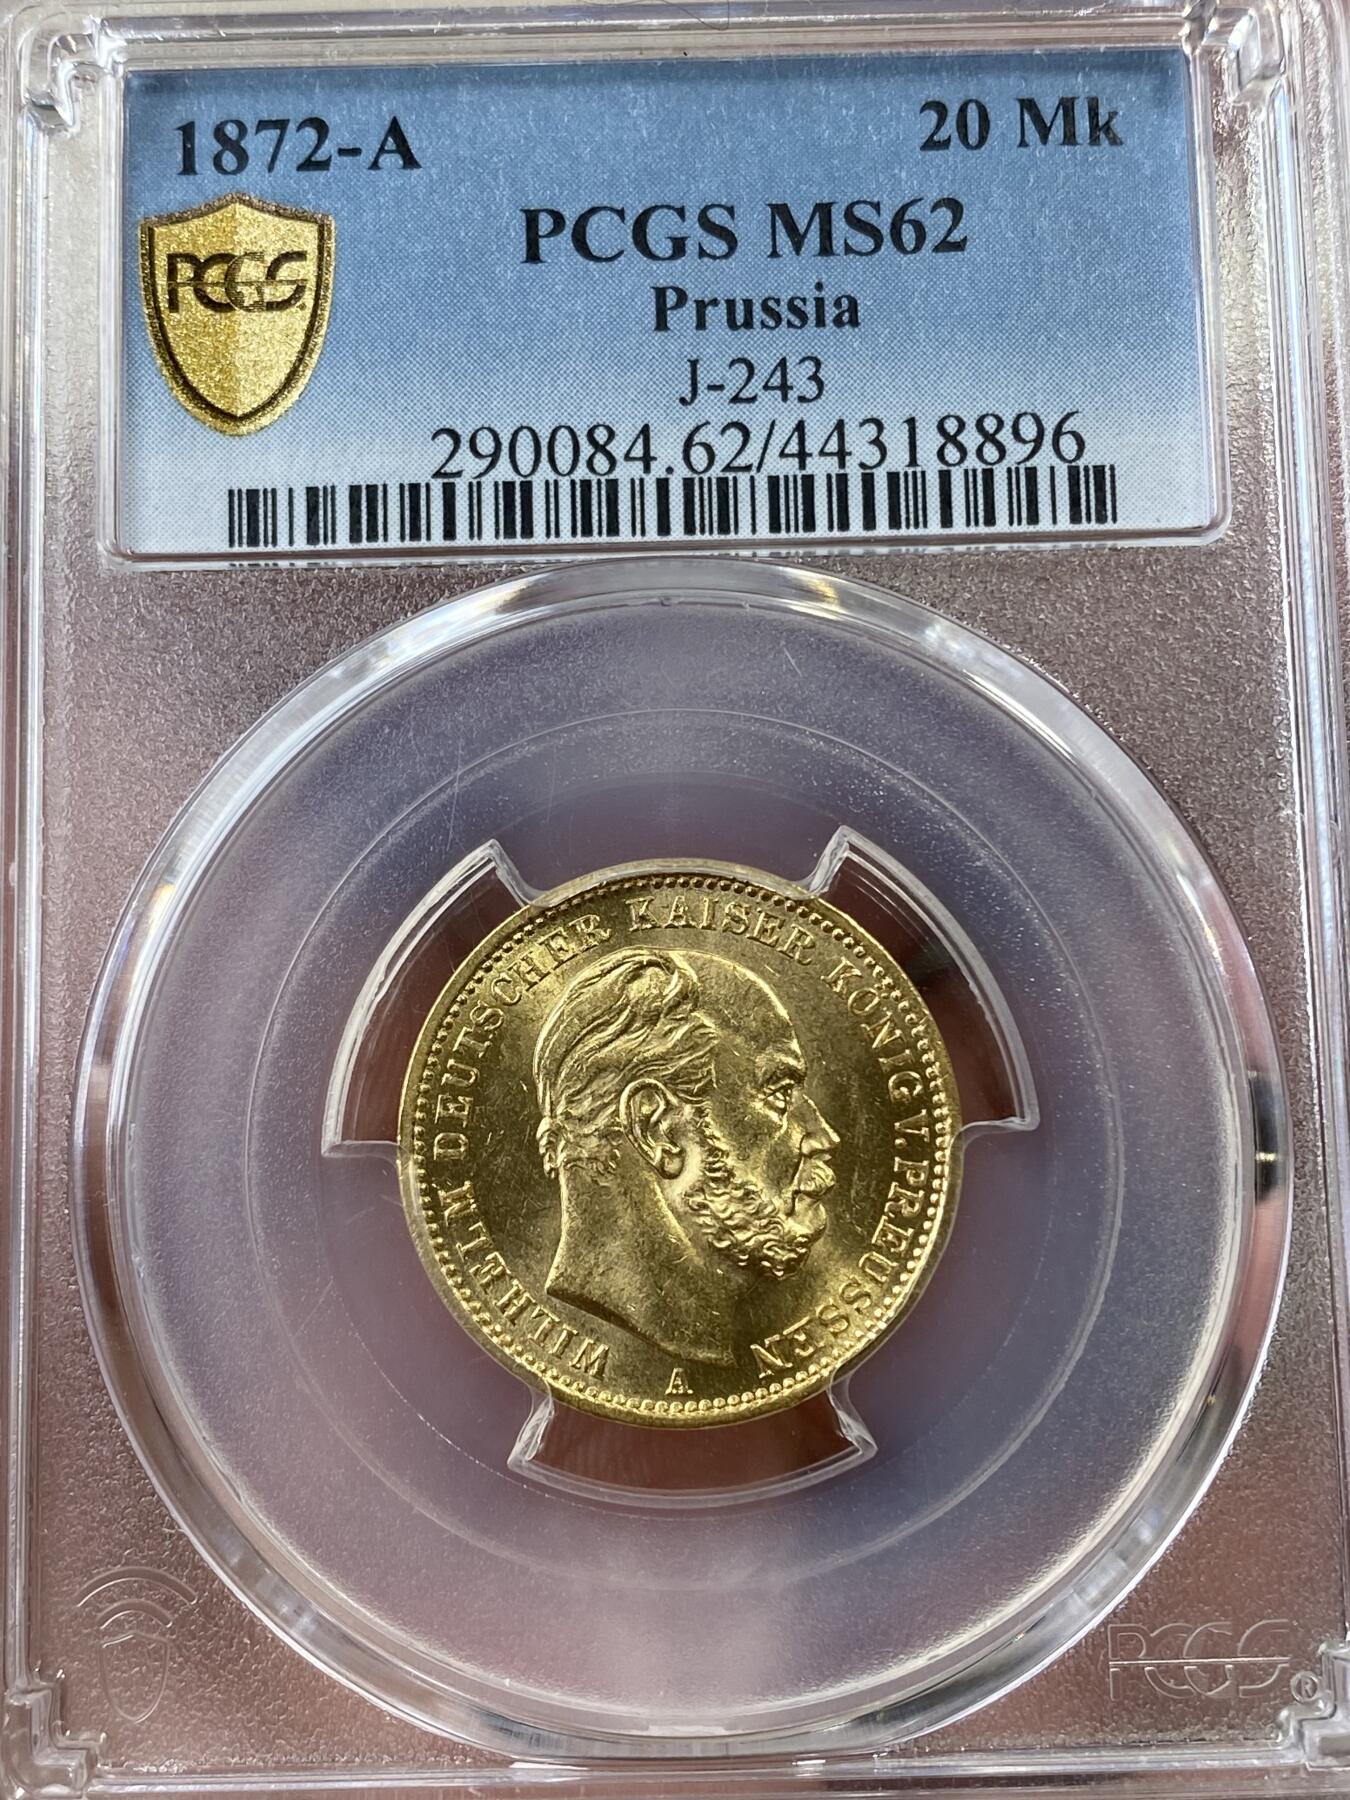 1872-A
20 Mk
PCGS MS62
PCGS
Prussia
J-243
290084.62/44318896
WILHELM DEUTSCHER KAISER KÖNIG V. PREUSSEN
A
PCGS ®